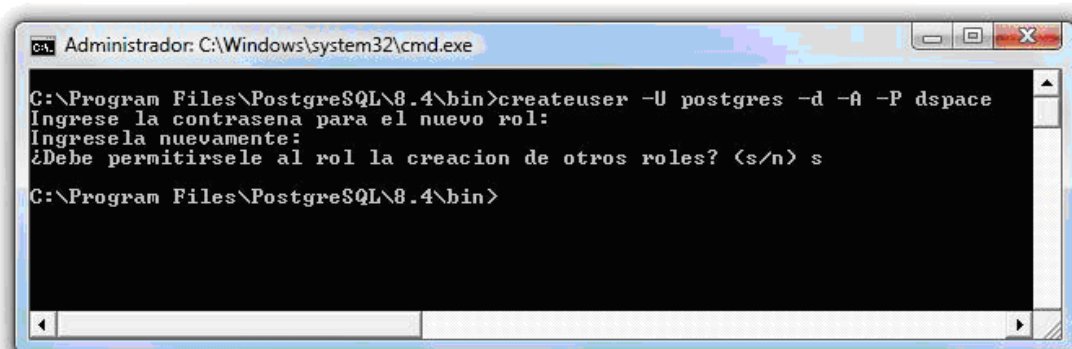 Administrador: C:\Windows\system32\cmd.exe
C:\Program Files\PostgreSQL\8.4\bin>createuser -U postgres -d -A -P dspace
Ingrese la contrasena para el nuevo rol:
Ingresela nuevamente:
¿Debe permitirsele al rol la creacion de otros roles? (s/n) s
C:\Program Files\PostgreSQL\8.4\bin>